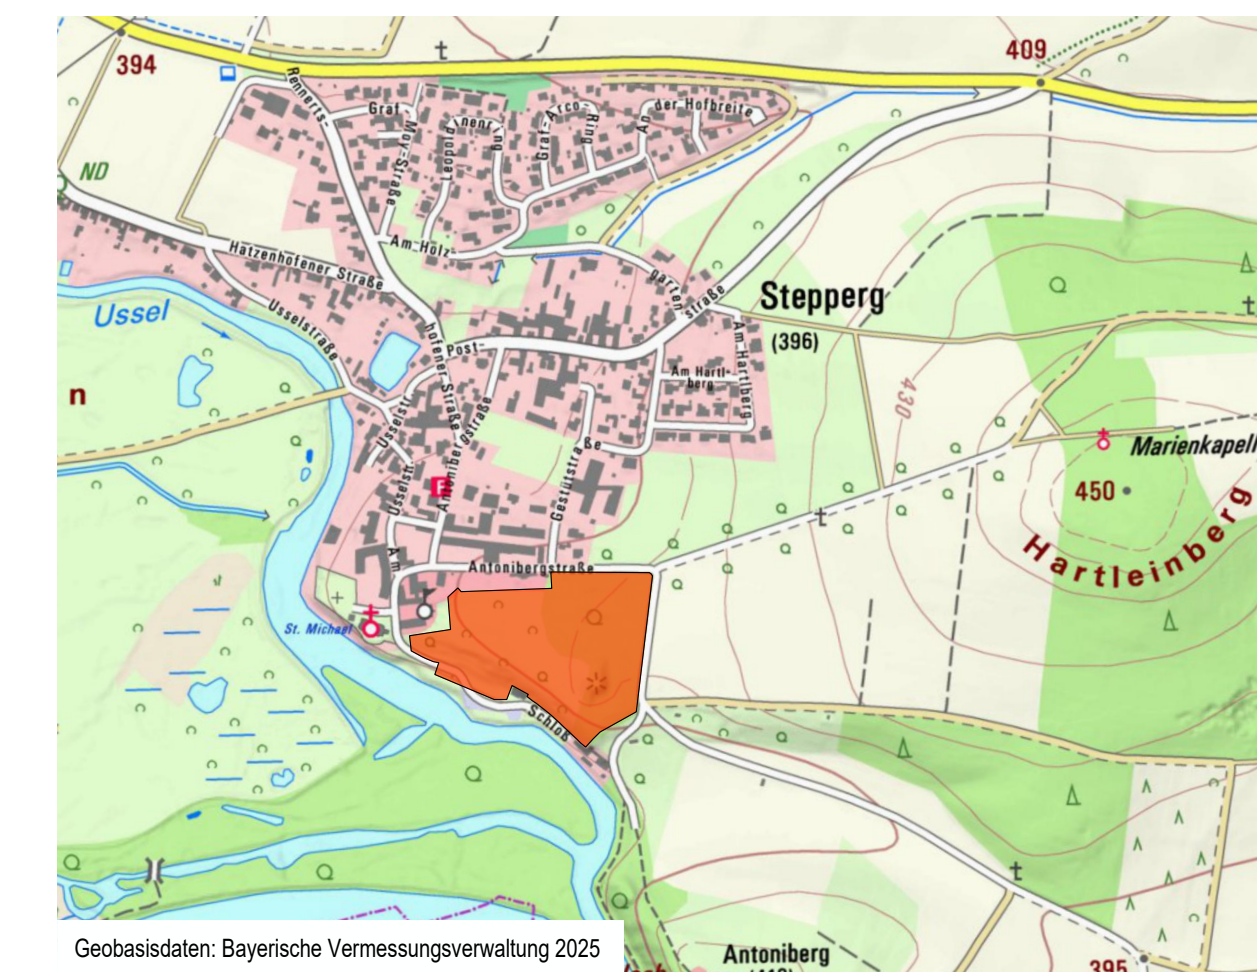 394
409
ND
Rennerts-
Graf-
Moy-Straße
Leopold
inenring
Graf-Arco-
Ring
An
der Hofbreite
Am Holz-
garten-
straße
Hatzenhofener Straße
Ussel
Usselstraße
hofener Straße
Post-
Stepperg
(396)
Am Hartl-
berg
Am Hartlberg
430
n
Usselstr.
Antonibergstraße
Gestütstraße
Usselstr.
Am
Antonibergstraße
Marienkapell
450
Hartleinberg
St. Michael
Schloß
Antoniberg
395
Geobasisdaten: Bayerische Vermessungsverwaltung 2025